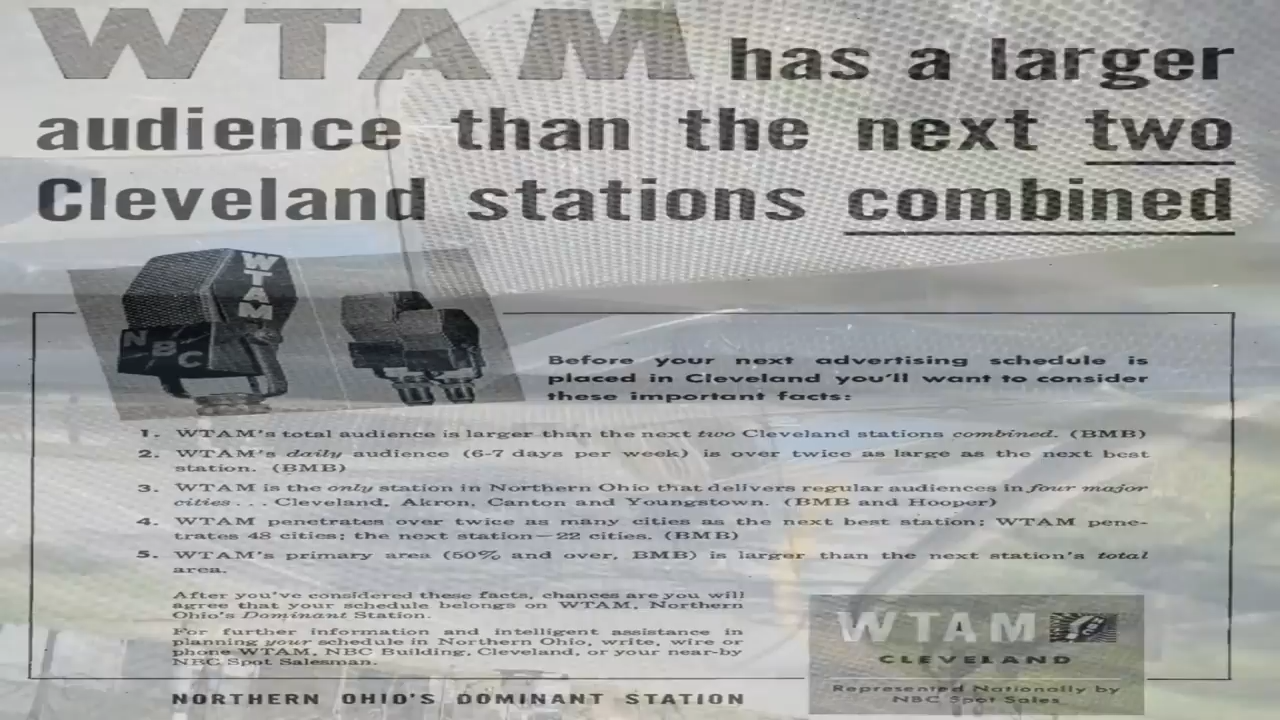 WTAM has a larger
audience than the next two
Cleveland stations combined
WTAM
NBC
Before your next advertising schedule is
placed in Cleveland you'll want to consider
these important facts:
1. WTAM's total audience is larger than the next two Cleveland stations combined. (BMB)
2. WTAM's daily audience (6-7 days per week) is over twice as large as the next best
station. (BMB)
3. WTAM is the only station in Northern Ohio that delivers regular audiences in four major
cities . . . Cleveland, Akron, Canton and Youngstown. (BMB and Hooper)
4. WTAM penetrates over twice as many cities as the next best station; WTAM pene-
trates 48 cities; the next station—22 cities. (BMB)
5. WTAM's primary area (50% and over, BMB) is larger than the next station's total
area.
After you've considered these facts, chances are you will
agree that your schedule belongs on WTAM, Northern
Ohio's Dominant Station.
For further information and intelligent assistance in
planning your schedule in Northern Ohio, write, wire or
phone WTAM, NBC Building, Cleveland, or your near-by
NBC Spot Salesman.
NORTHERN OHIO'S DOMINANT STATION
WTAM
CLEVELAND
Represented Nationally by
NBC Spot Sales